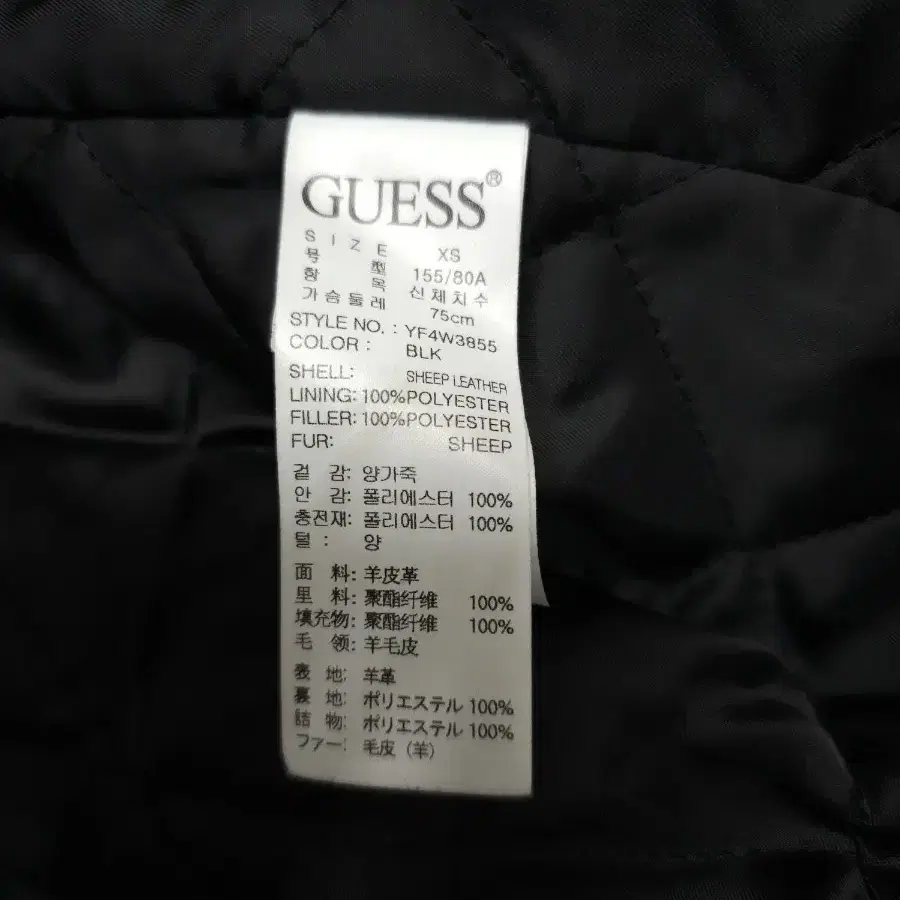 GUESS®
SIZE XS
号型 155/80A
항목 신체치수
가슴둘레 75cm
STYLE NO. : YF4W3855
COLOR : BLK
SHELL: SHEEP LEATHER
LINING: 100%POLYESTER
FILLER: 100%POLYESTER
FUR: SHEEP
겉 감: 양가죽
안 감: 폴리에스터 100%
충전재: 폴리에스터 100%
털 : 양
面 料: 羊皮革
里 料: 聚酯纤维 100%
填充物: 聚酯纤维 100%
毛 领: 羊毛皮
表 地: 羊革
裏 地: ポリエステル 100%
詰 物: ポリエステル 100%
ファー: 毛皮（羊）